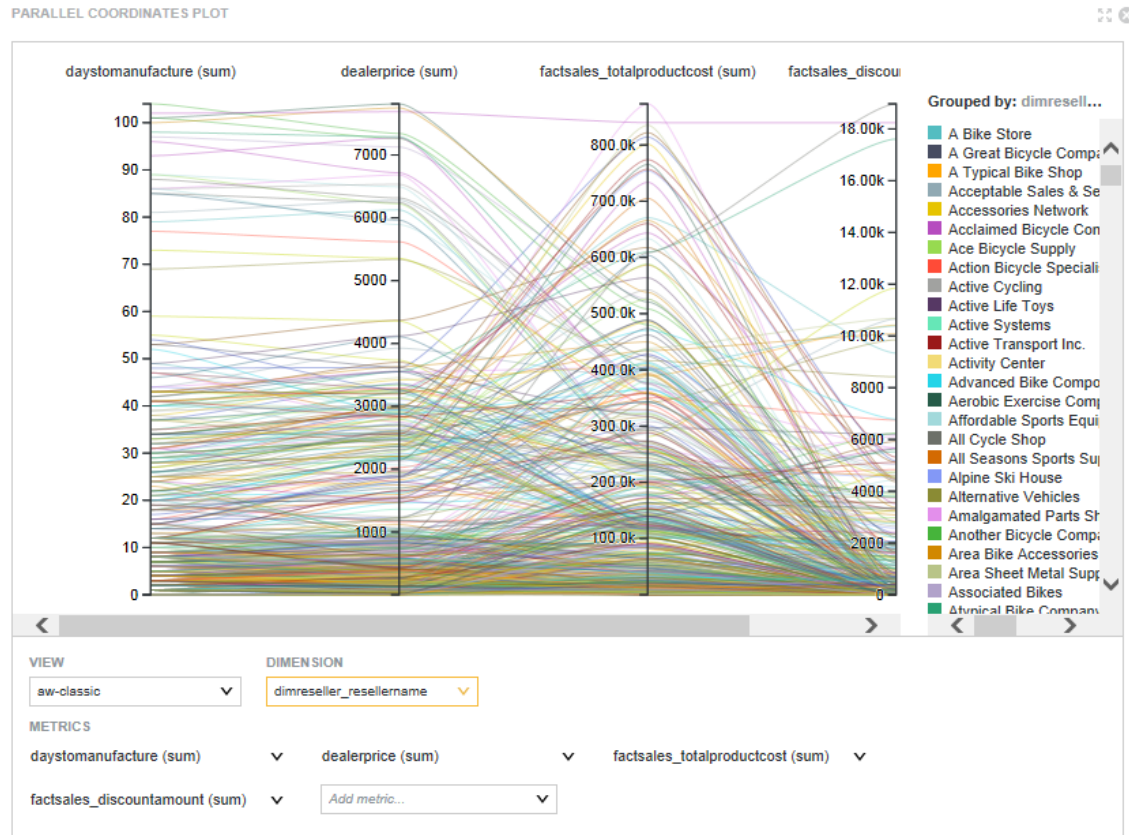 PARALLEL COORDINATES PLOT
daystomanufacture (sum) dealerprice (sum) factsales_totalproductcost (sum) factsales_discou
100
90
80
70
60
50
40
30
20
10
0
7000
6000
5000
4000
3000
2000
1000
800.0k
700.0k
600.0k
500.0k
400.0k
300.0k
200.0k
100.0k
18.00k
16.00k
14.00k
12.00k
10.00k
8000
6000
4000
2000
0
Grouped by: dimresell...
A Bike Store
A Great Bicycle Compa
A Typical Bike Shop
Acceptable Sales & Se
Accessories Network
Acclaimed Bicycle Con
Ace Bicycle Supply
Action Bicycle Speciali
Active Cycling
Active Life Toys
Active Systems
Active Transport Inc.
Activity Center
Advanced Bike Compo
Aerobic Exercise Comp
Affordable Sports Equi
All Cycle Shop
All Seasons Sports Sup
Alpine Ski House
Alternative Vehicles
Amalgamated Parts Sh
Another Bicycle Compa
Area Bike Accessories
Area Sheet Metal Supp
Associated Bikes
Atypical Bike Company
VIEW DIMENSION
aw-classic dimreseller_resellername
METRICS
daystomanufacture (sum) dealerprice (sum) factsales_totalproductcost (sum)
factsales_discountamount (sum) Add metric...